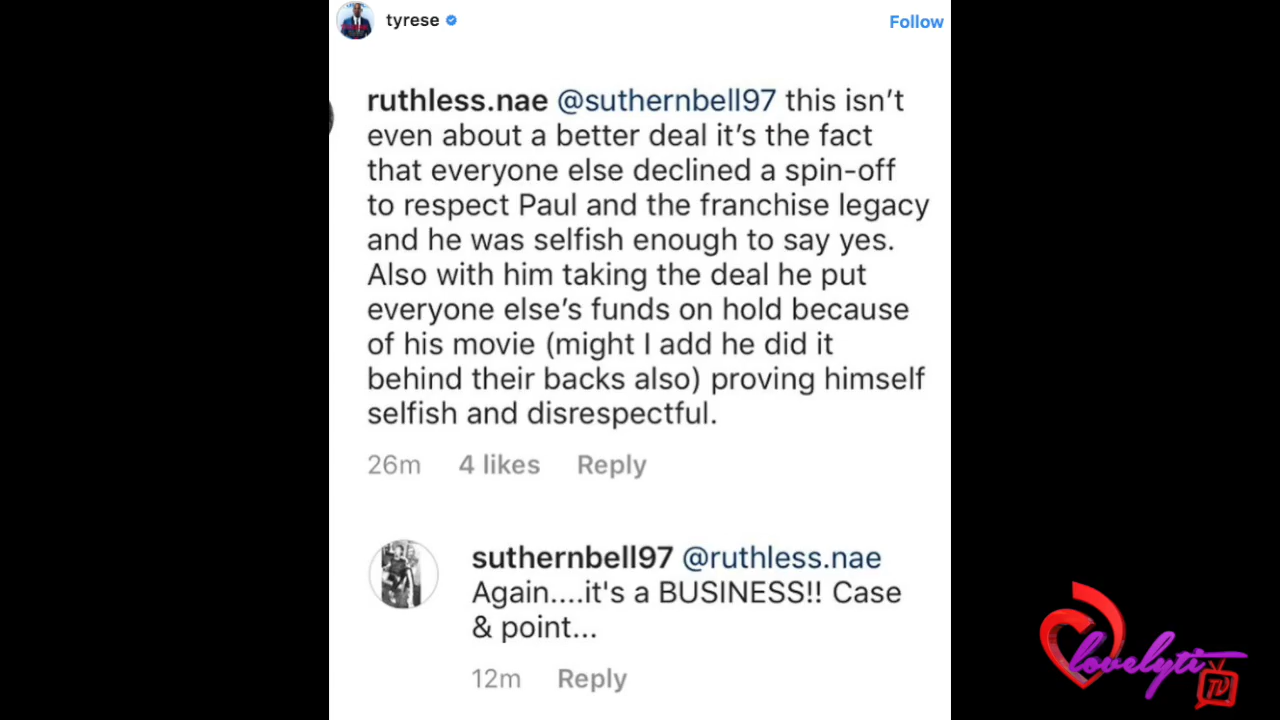 tyrese
Follow
ruthless.nae @suthernbell97 this isn’t
even about a better deal it’s the fact
that everyone else declined a spin-off
to respect Paul and the franchise legacy
and he was selfish enough to say yes.
Also with him taking the deal he put
everyone else’s funds on hold because
of his movie (might I add he did it
behind their backs also) proving himself
selfish and disrespectful.
26m 4 likes Reply
suthernbell97 @ruthless.nae
Again....it's a BUSINESS!! Case
& point...
12m Reply
lovelyti
TV